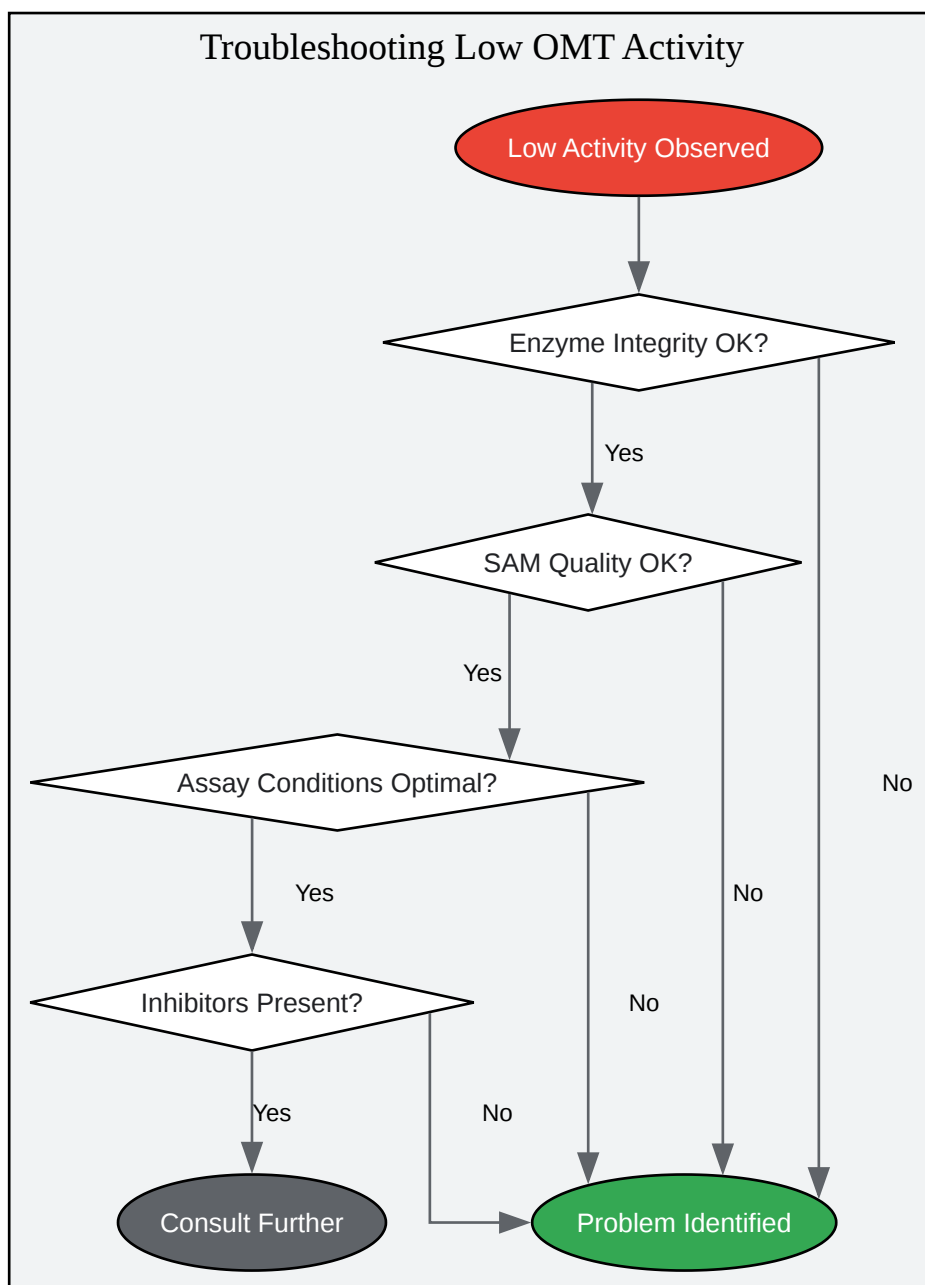 Troubleshooting Low OMT Activity
Low Activity Observed
Enzyme Integrity OK?
Yes
SAM Quality OK?
Yes
Assay Conditions Optimal?
No
Yes
No
Inhibitors Present?
No
Yes
No
Consult Further
Problem Identified